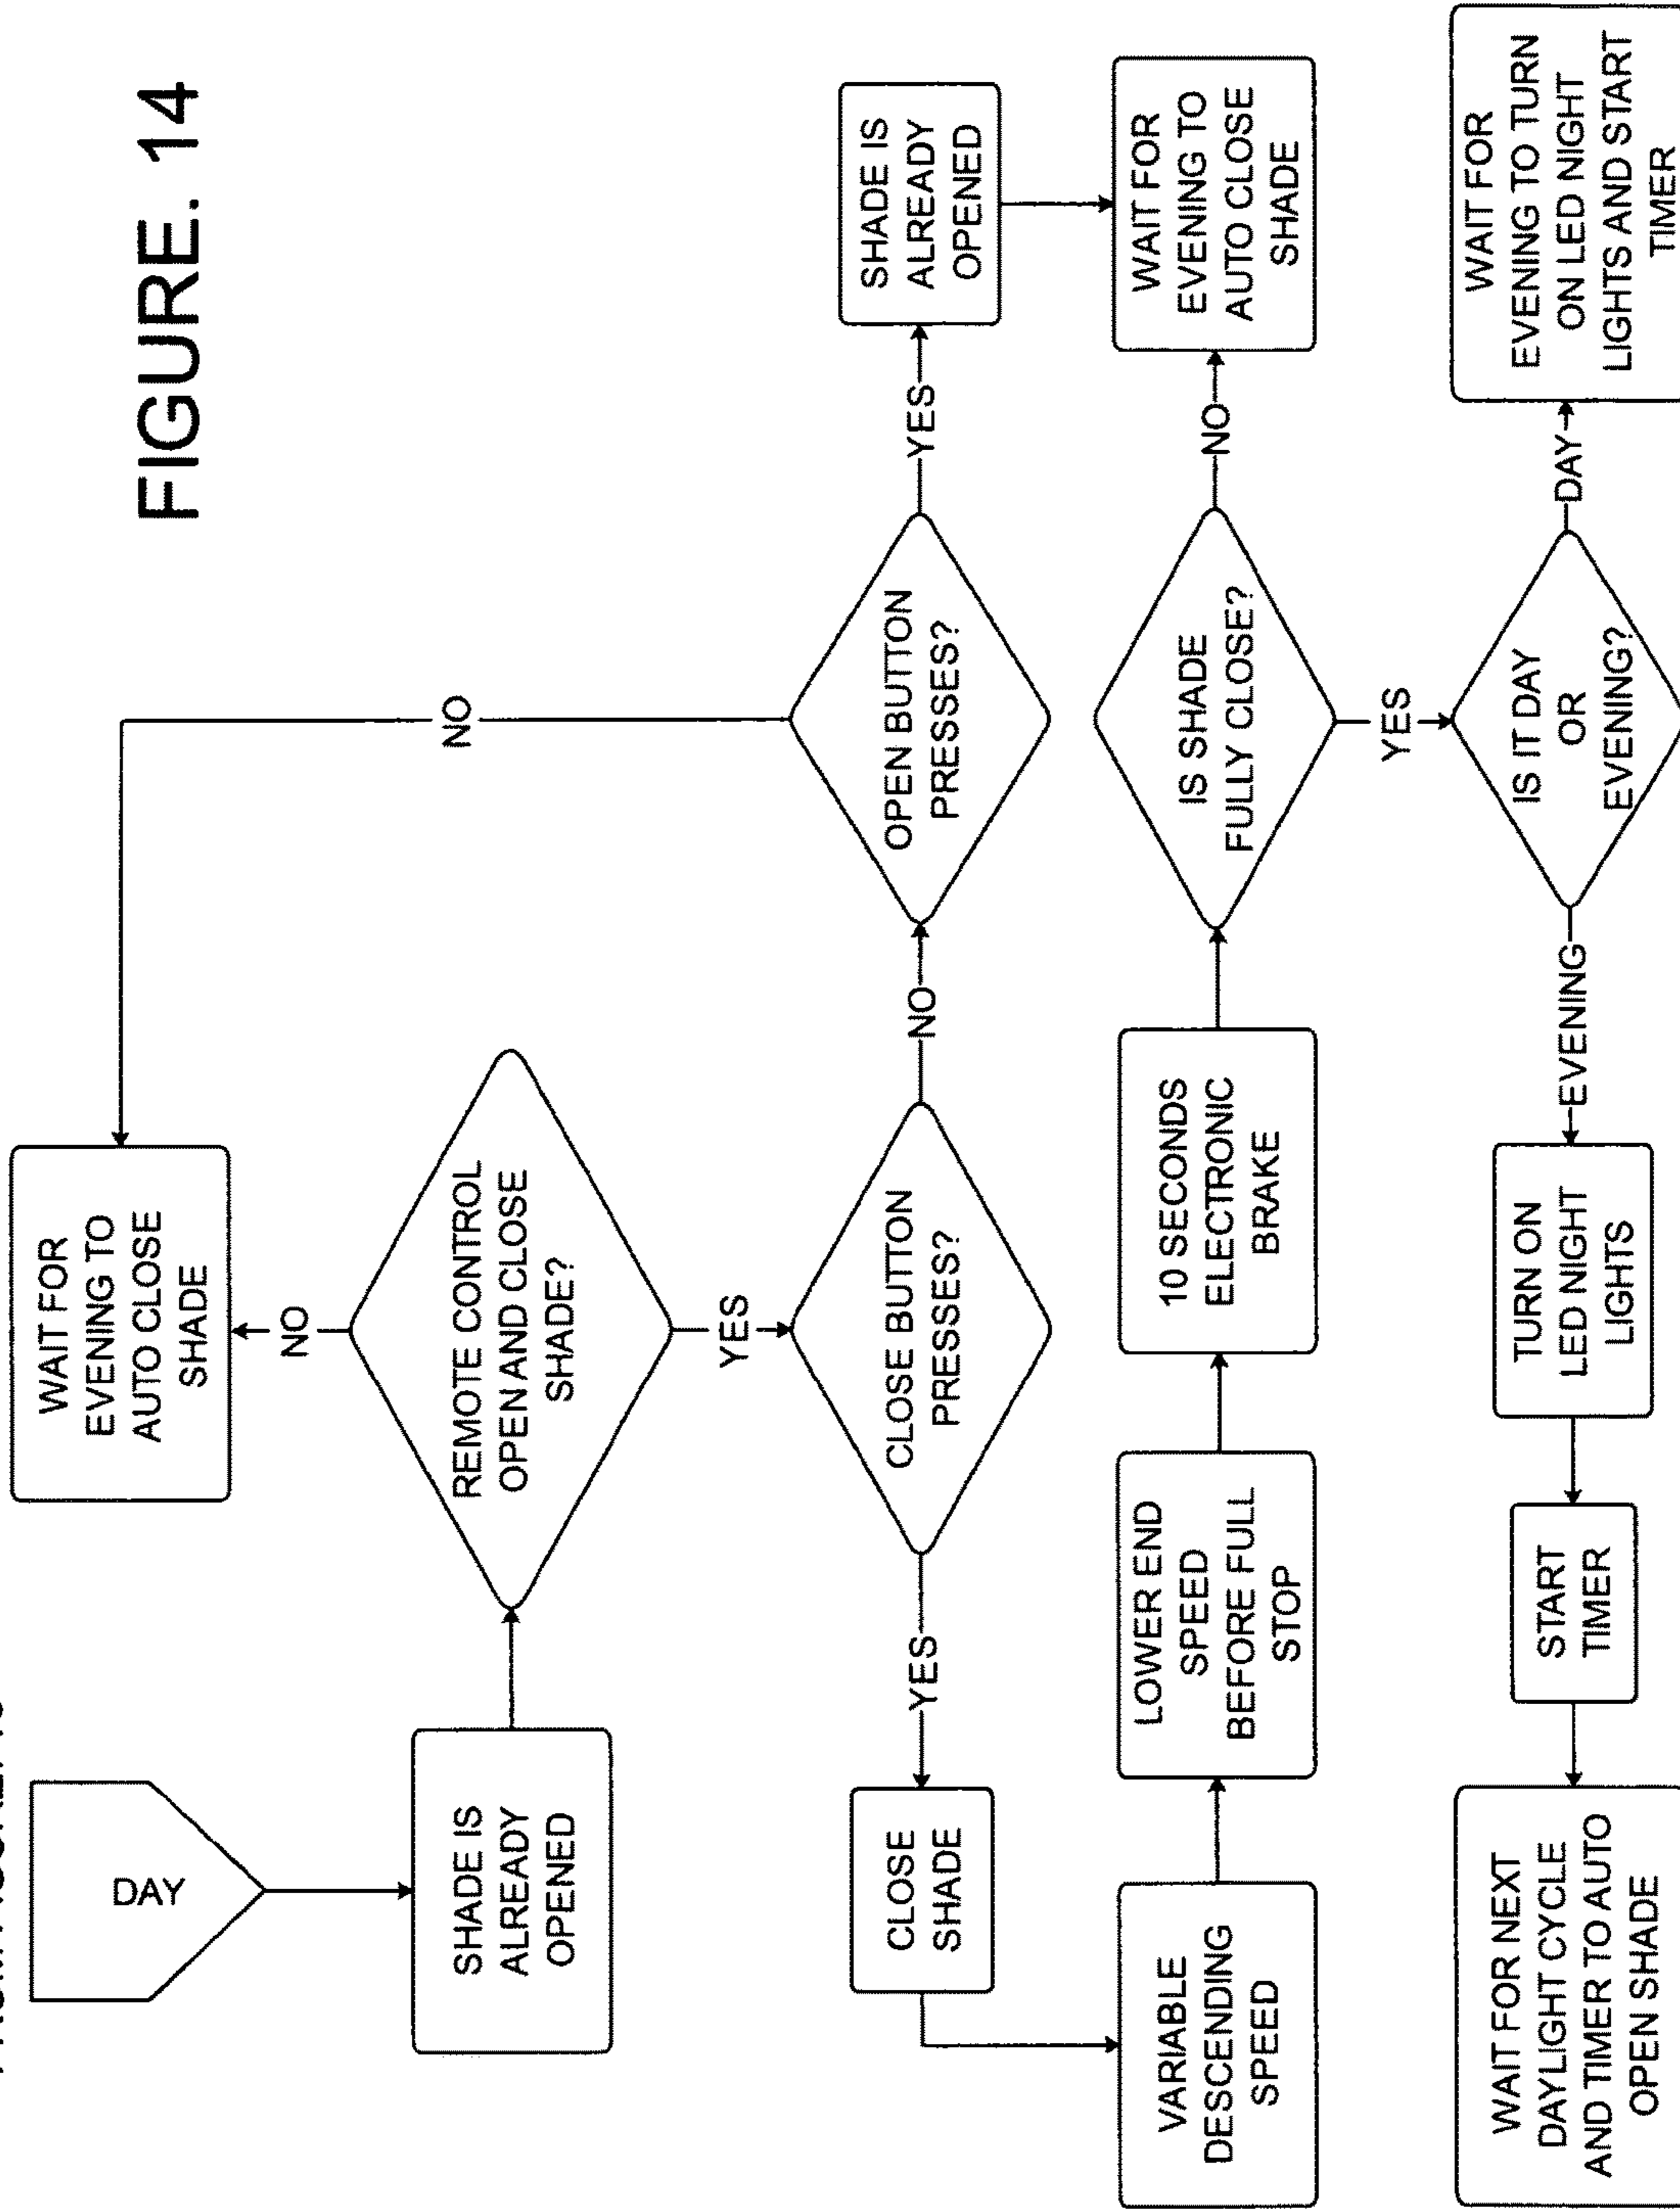 FIGURE. 14
DAY
SHADE IS
ALREADY
OPENED
REMOTE CONTROL
OPEN AND CLOSE
SHADE?
NO
WAIT FOR
EVENING TO
AUTO CLOSE
SHADE
YES
CLOSE BUTTON
PRESSES?
NO
OPEN BUTTON
PRESSES?
NO
YES
SHADE IS
ALREADY
OPENED
YES
CLOSE
SHADE
VARIABLE
DESCENDING
SPEED
LOWER END
SPEED
BEFORE FULL
STOP
10 SECONDS
ELECTRONIC
BRAKE
IS SHADE
FULLY CLOSE?
NO
WAIT FOR
EVENING TO
AUTO CLOSE
SHADE
YES
IS IT DAY
OR
EVENING?
DAY
WAIT FOR
EVENING TO TURN
ON LED NIGHT
LIGHTS AND START
TIMER
EVENING
TURN ON
LED NIGHT
LIGHTS
START
TIMER
WAIT FOR NEXT
DAYLIGHT CYCLE
AND TIMER TO AUTO
OPEN SHADE